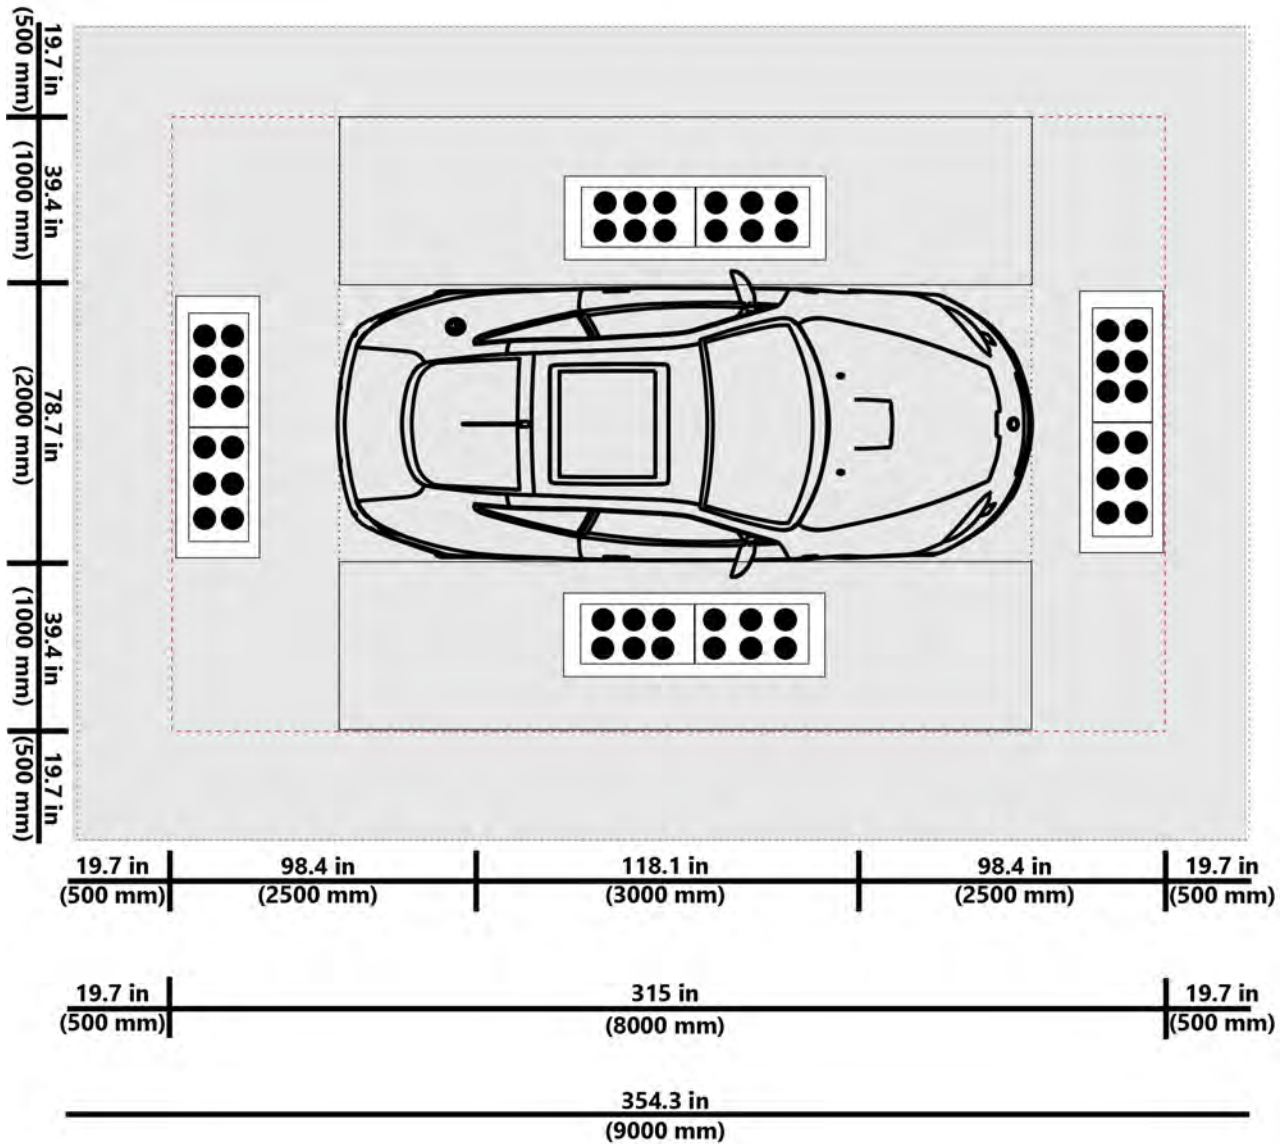 19.7 in
(500 mm)
39.4 in
(1000 mm)
78.7 in
(2000 mm)
39.4 in
(1000 mm)
19.7 in
(500 mm)
19.7 in 98.4 in 118.1 in 98.4 in 19.7 in
(500 mm) (2500 mm) (3000 mm) (2500 mm) (500 mm)
19.7 in 315 in 19.7 in
(500 mm) (8000 mm) (500 mm)
354.3 in
(9000 mm)